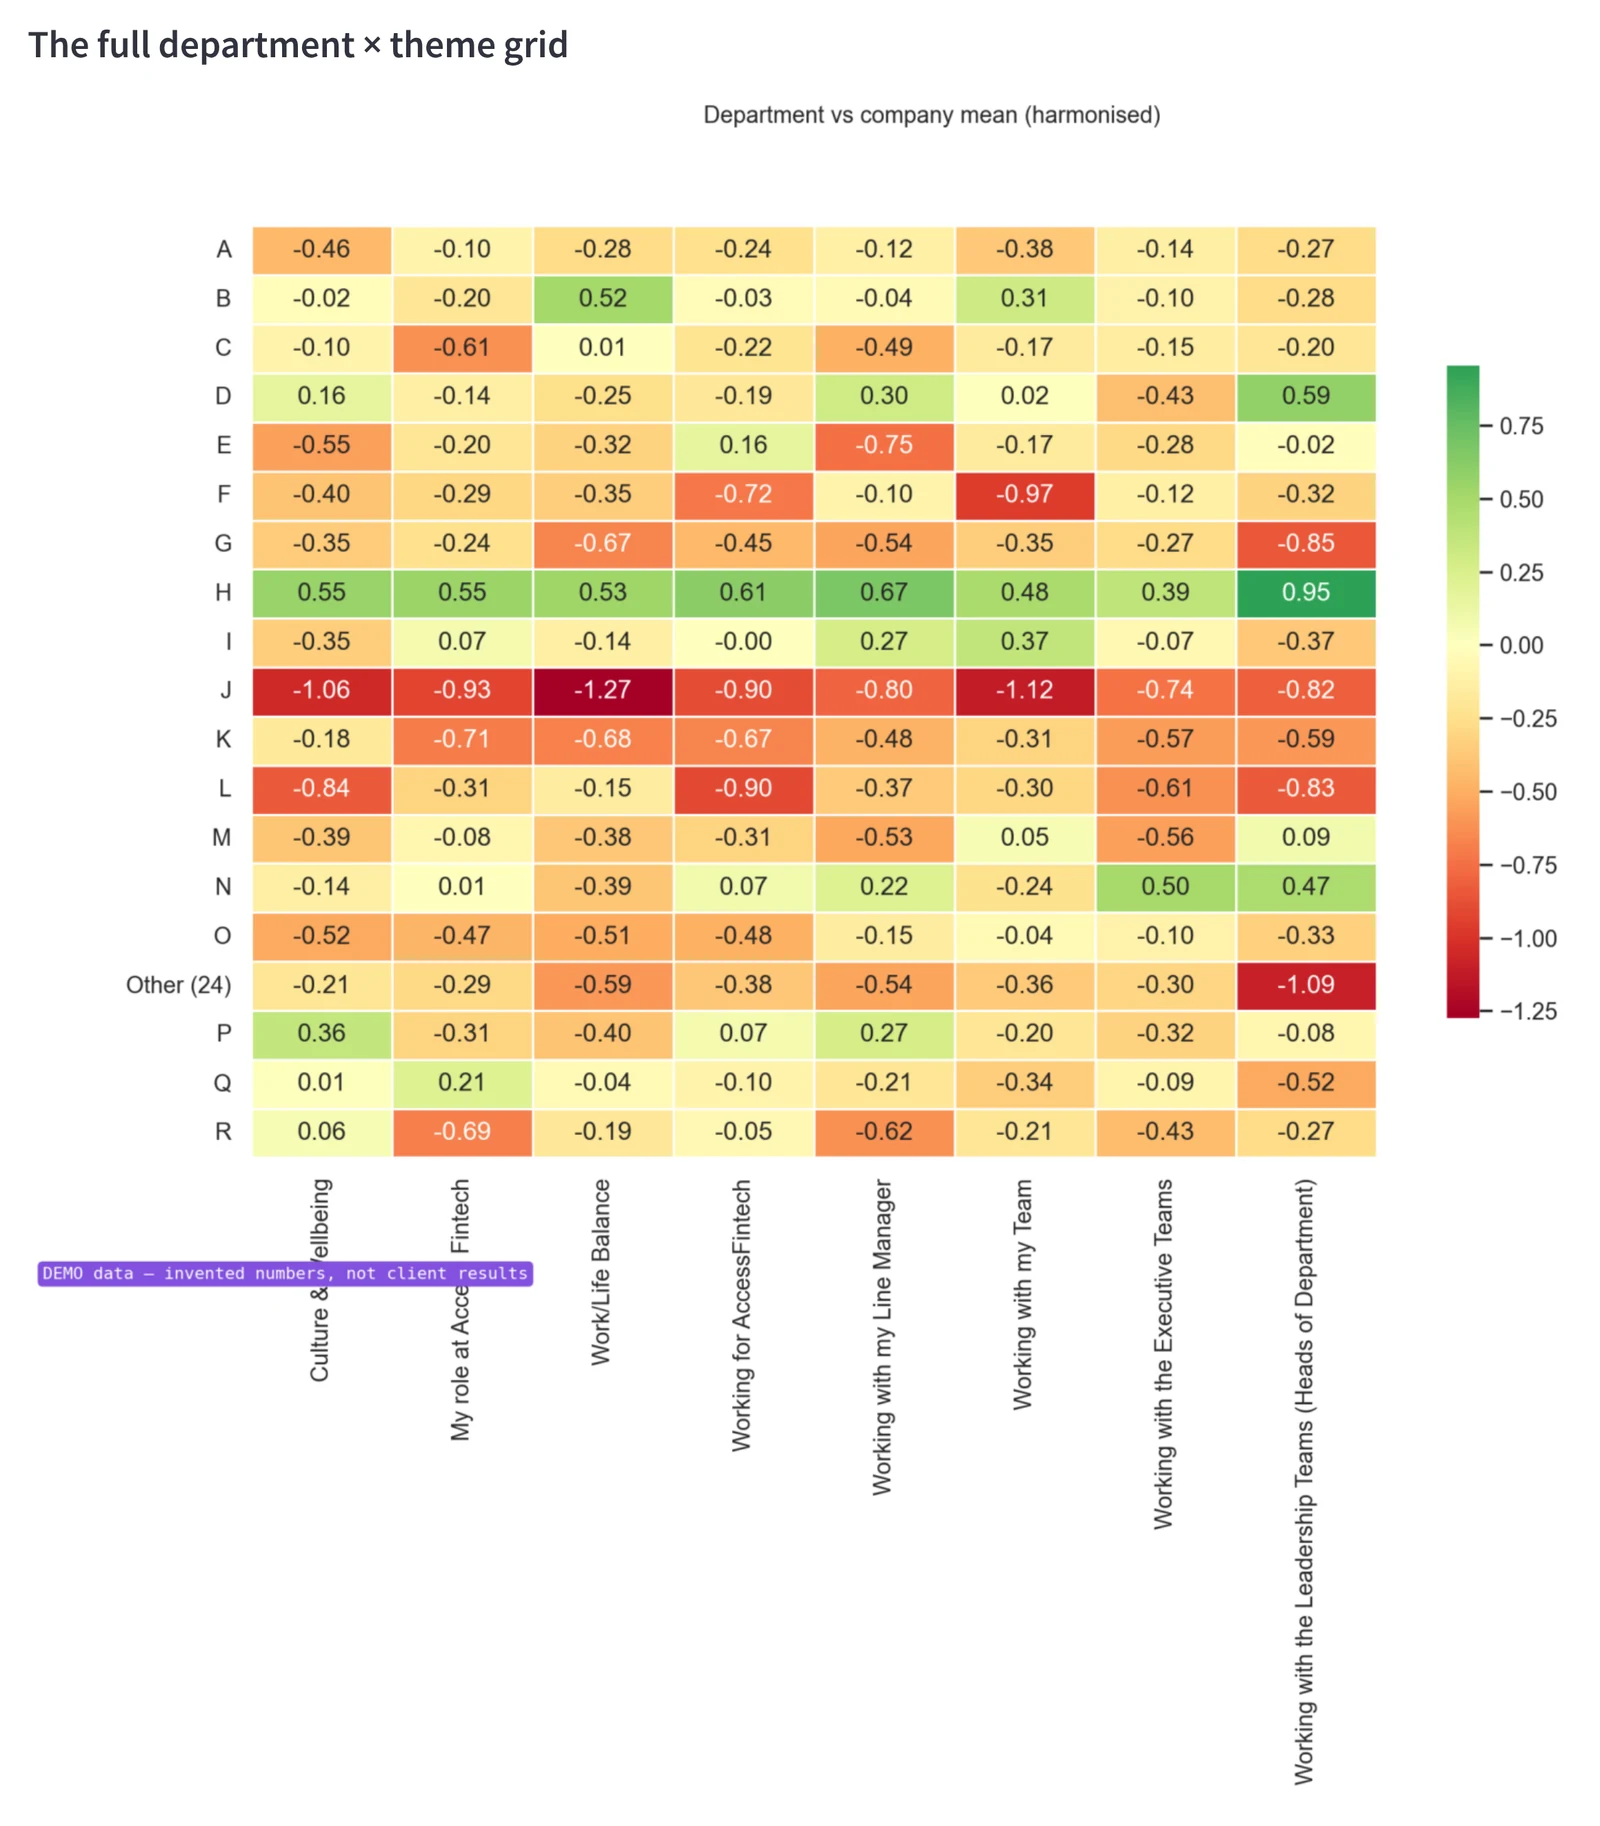 The full department × theme grid
Department vs company mean (harmonised)
A -0.46 -0.10 -0.28 -0.24 -0.12 -0.38 -0.14 -0.27
B -0.02 -0.20 0.52 -0.03 -0.04 0.31 -0.10 -0.28
C -0.10 -0.61 0.01 -0.22 -0.49 -0.17 -0.15 -0.20
D 0.16 -0.14 -0.25 -0.19 0.30 0.02 -0.43 0.59
E -0.55 -0.20 -0.32 0.16 -0.75 -0.17 -0.28 -0.02
F -0.40 -0.29 -0.35 -0.72 -0.10 -0.97 -0.12 -0.32
G -0.35 -0.24 -0.67 -0.45 -0.54 -0.35 -0.27 -0.85
H 0.55 0.55 0.53 0.61 0.67 0.48 0.39 0.95
I -0.35 0.07 -0.14 -0.00 0.27 0.37 -0.07 -0.37
J -1.06 -0.93 -1.27 -0.90 -0.80 -1.12 -0.74 -0.82
K -0.18 -0.71 -0.68 -0.67 -0.48 -0.31 -0.57 -0.59
L -0.84 -0.31 -0.15 -0.90 -0.37 -0.30 -0.61 -0.83
M -0.39 -0.08 -0.38 -0.31 -0.53 0.05 -0.56 0.09
N -0.14 0.01 -0.39 0.07 0.22 -0.24 0.50 0.47
O -0.52 -0.47 -0.51 -0.48 -0.15 -0.04 -0.10 -0.33
Other (24) -0.21 -0.29 -0.59 -0.38 -0.54 -0.36 -0.30 -1.09
P 0.36 -0.31 -0.40 0.07 0.27 -0.20 -0.32 -0.08
Q 0.01 0.21 -0.04 -0.10 -0.21 -0.34 -0.09 -0.52
R 0.06 -0.69 -0.19 -0.05 -0.62 -0.21 -0.43 -0.27
0.75
0.50
0.25
0.00
−0.25
−0.50
−0.75
−1.00
−1.25
Culture & ellbeing
My role at Acce Fintech
Work/Life Balance
Working for AccessFintech
Working with my Line Manager
Working with my Team
Working with the Executive Teams
Working with the Leadership Teams (Heads of Department)
DEMO data — invented numbers, not client results